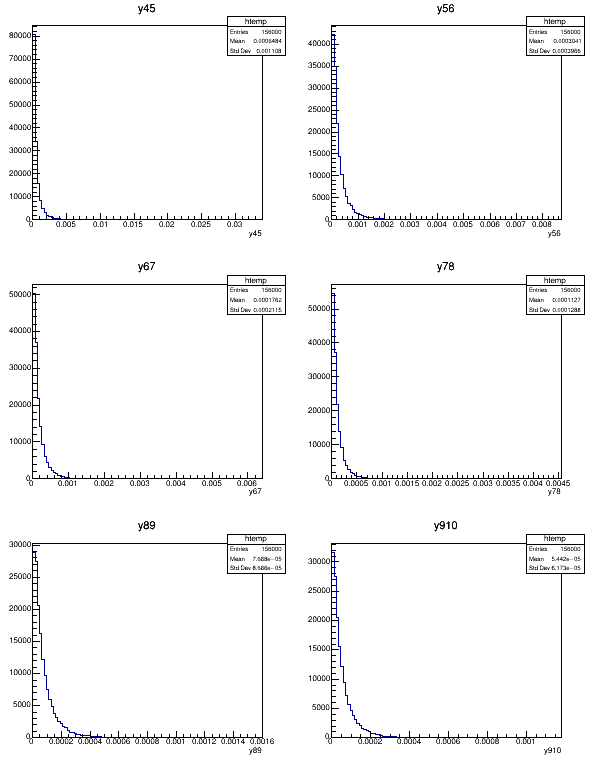 y45
htemp
Entries 156000
Mean 0.0006484
Std Dev 0.001108
80000
70000
60000
50000
40000
30000
20000
10000
0
0 0.005 0.01 0.015 0.02 0.025 0.03
y45
y56
htemp
Entries 156000
Mean 0.0003041
Std Dev 0.0003966
40000
35000
30000
25000
20000
15000
10000
5000
0
0 0.001 0.002 0.003 0.004 0.005 0.006 0.007 0.008
y56
y67
htemp
Entries 156000
Mean 0.0001762
Std Dev 0.0002115
50000
40000
30000
20000
10000
0
0 0.001 0.002 0.003 0.004 0.005 0.006
y67
y78
htemp
Entries 156000
Mean 0.0001127
Std Dev 0.0001288
50000
40000
30000
20000
10000
0
0 0.0005 0.001 0.0015 0.002 0.0025 0.003 0.0035 0.004 0.0045
y78
y89
htemp
Entries 156000
Mean 7.688e-05
Std Dev 8.686e-05
30000
25000
20000
15000
10000
5000
0
0 0.0002 0.0004 0.0006 0.0008 0.001 0.0012 0.0014 0.0016
y89
y910
htemp
Entries 156000
Mean 5.442e-05
Std Dev 6.173e-05
30000
25000
20000
15000
10000
5000
0
0 0.0002 0.0004 0.0006 0.0008 0.001
y910